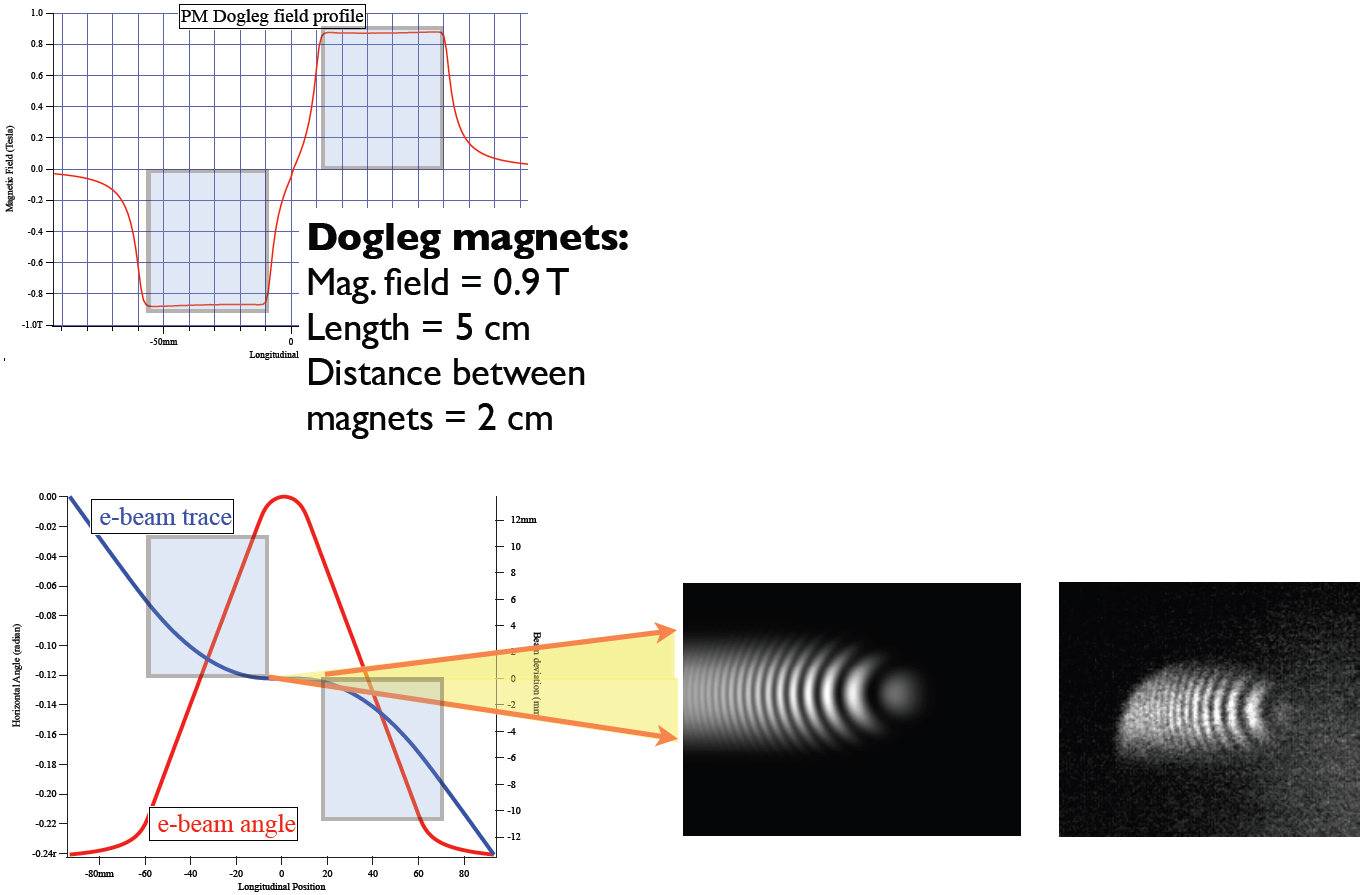 PM Dogleg field profile
1.0
0.8
0.6
0.4
0.2
0.0
-0.2
-0.4
-0.6
-0.8
-1.0T
Magnetic Field (Tesla)
-50mm
0
Longitudinal
Dogleg magnets:
Mag. field = 0.9 T
Length = 5 cm
Distance between
magnets = 2 cm
0.00
-0.02
-0.04
-0.06
-0.08
-0.10
-0.12
-0.14
-0.16
-0.18
-0.20
-0.22
-0.24r
Horizontal Angle (radian)
e-beam trace
e-beam angle
12mm
10
8
6
4
2
0
-2
-4
-6
-8
-10
-12
Beam deviation (mm
-80mm
-60
-40
-20
0
20
40
60
80
Longitudinal Position